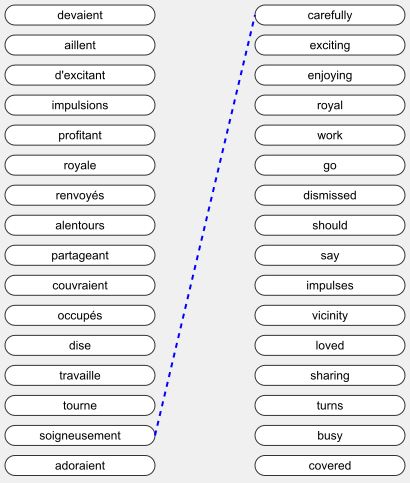 devaient
carefully
aillent
exciting
d'excitant
enjoying
impulsions
royal
profitant
work
royale
go
renvoyés
dismissed
alentours
should
partageant
say
couvraient
impulses
occupés
vicinity
dise
loved
travaille
sharing
tourne
turns
soigneusement
busy
adoraient
covered